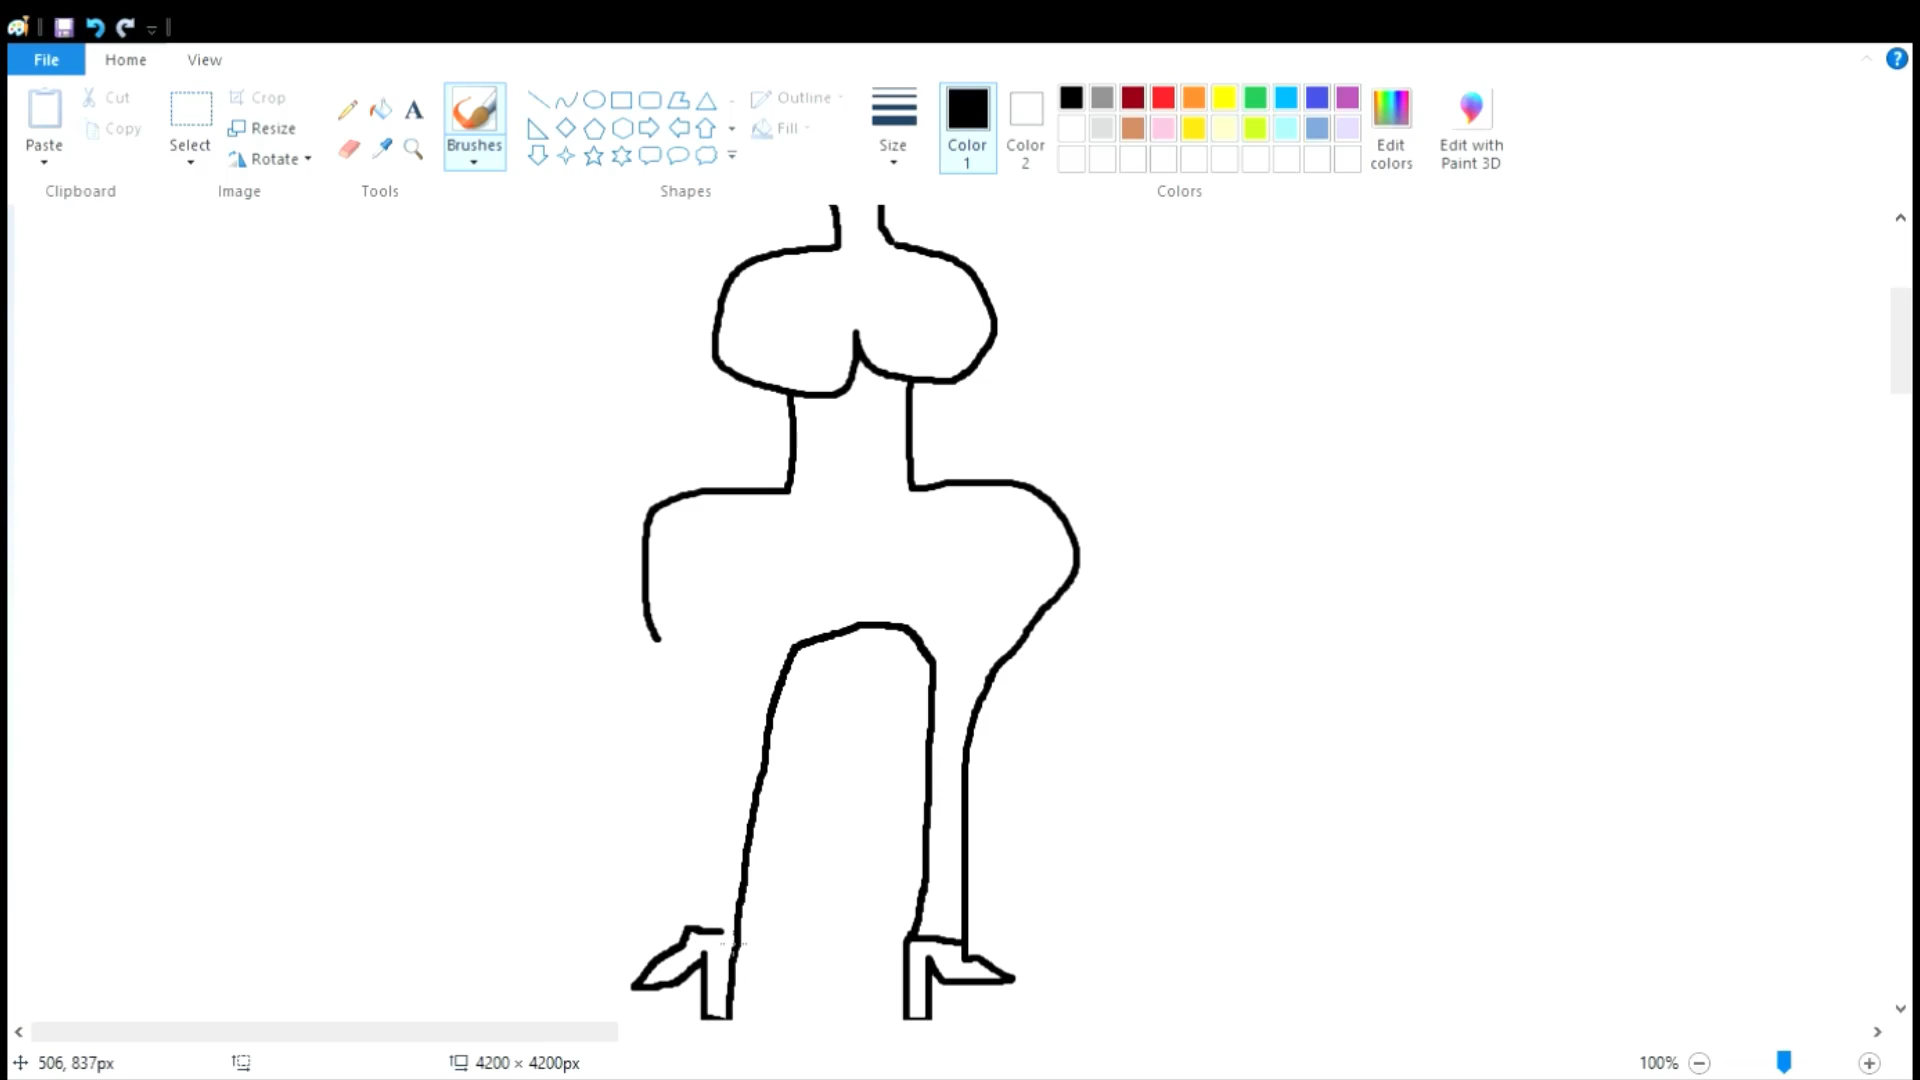 File Home View
Cut Crop Outline
Copy Resize Fill
Paste Select Rotate Brushes Size Color 1 Color 2 Edit colors Edit with Paint 3D
Clipboard Image Tools Shapes Colors
506, 837px 4200 × 4200px 100%